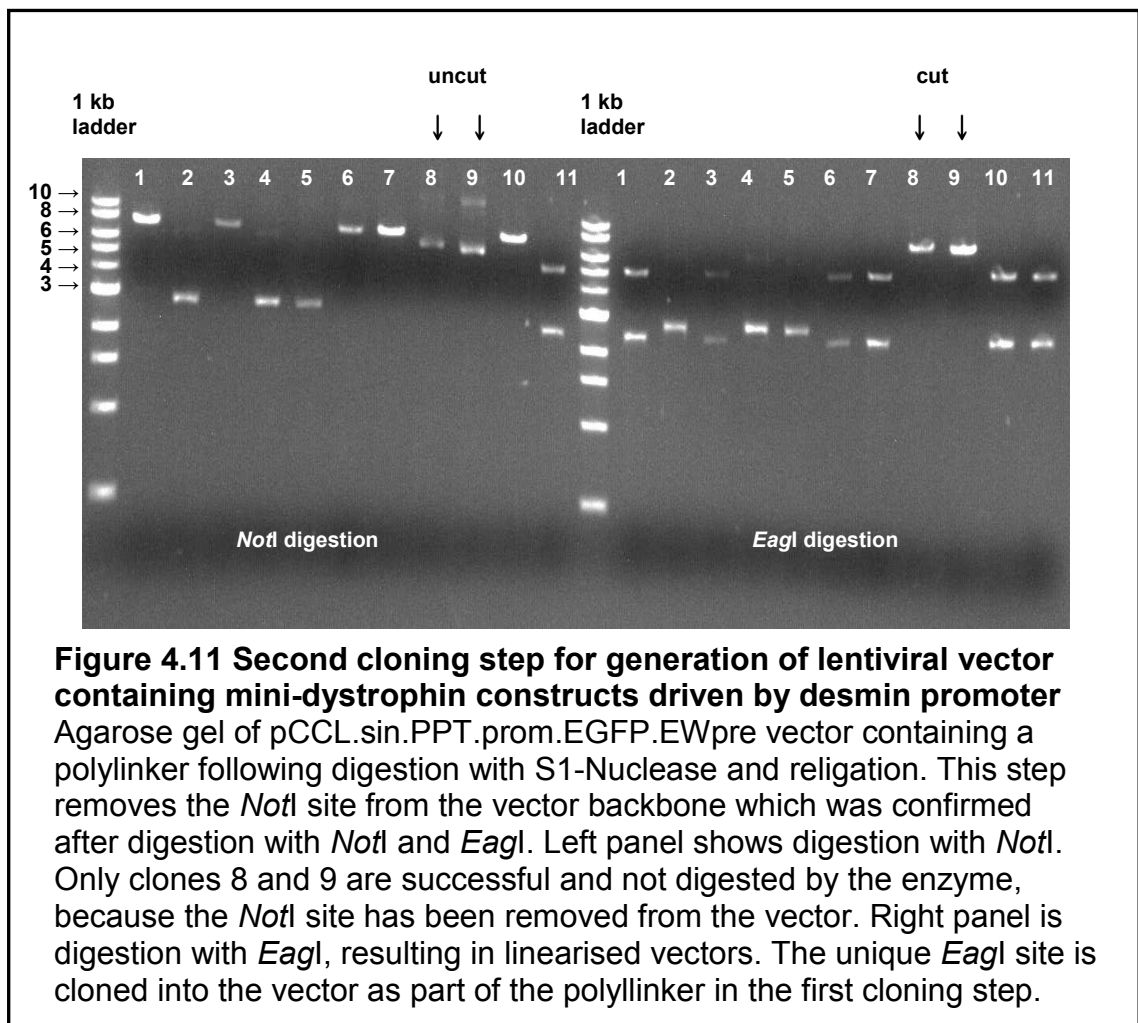 uncut
cut
1 kb
ladder
1 kb
ladder
↓ ↓
↓ ↓
1 2 3 4 5 6 7 8 9 10 11
1 2 3 4 5 6 7 8 9 10 11
10 →
8 →
6 →
5 →
4 →
3 →
NotI digestion
EagI digestion
Figure 4.11 Second cloning step for generation of lentiviral vector
containing mini-dystrophin constructs driven by desmin promoter
Agarose gel of pCCL.sin.PPT.prom.EGFP.EWpre vector containing a
polylinker following digestion with S1-Nuclease and religation. This step
removes the NotI site from the vector backbone which was confirmed
after digestion with NotI and EagI. Left panel shows digestion with NotI.
Only clones 8 and 9 are successful and not digested by the enzyme,
because the NotI site has been removed from the vector. Right panel is
digestion with EagI, resulting in linearised vectors. The unique EagI site is
cloned into the vector as part of the polyllinker in the first cloning step.